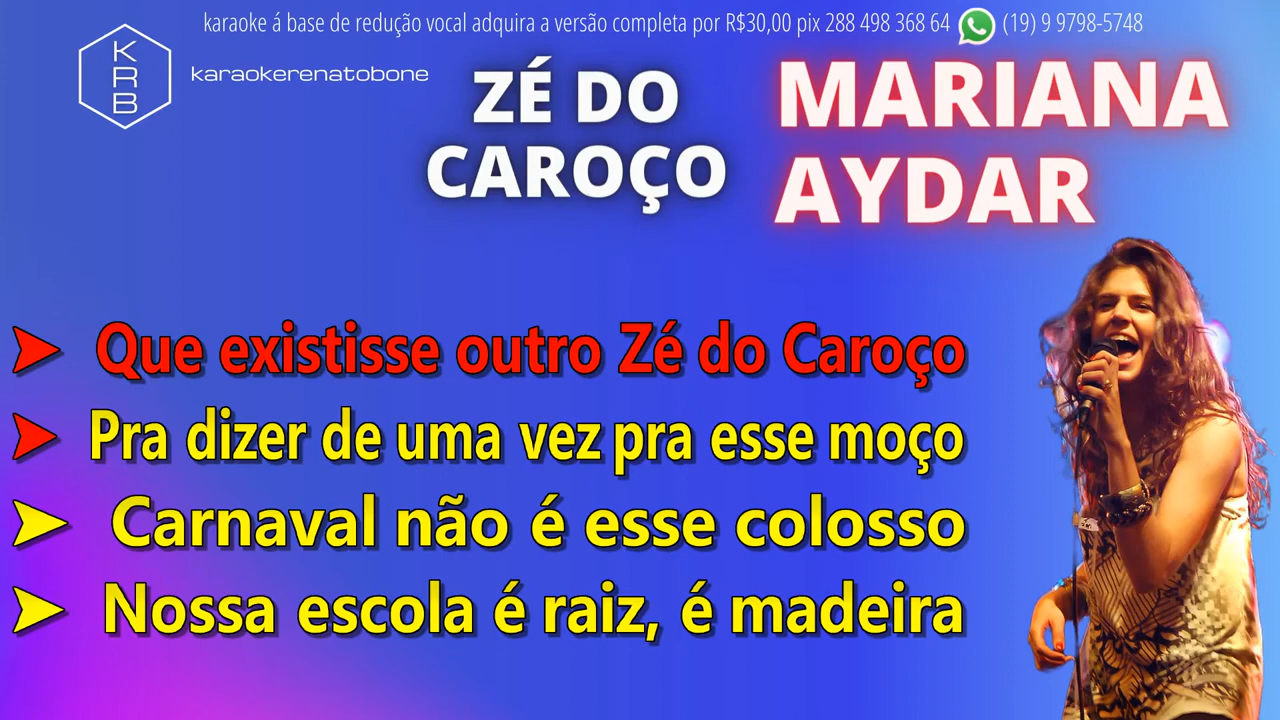 karaoke á base de redução vocal adquira a versão completa por R$30,00 pix 288 498 368 64 (19) 9 9798-5748
KRB
karaokerenatobone
ZÉ DO
CAROÇO
MARIANA
AYDAR
➤ Que existisse outro Zé do Caroço
➤ Pra dizer de uma vez pra esse moço
➤ Carnaval não é esse colosso
➤ Nossa escola é raiz, é madeira